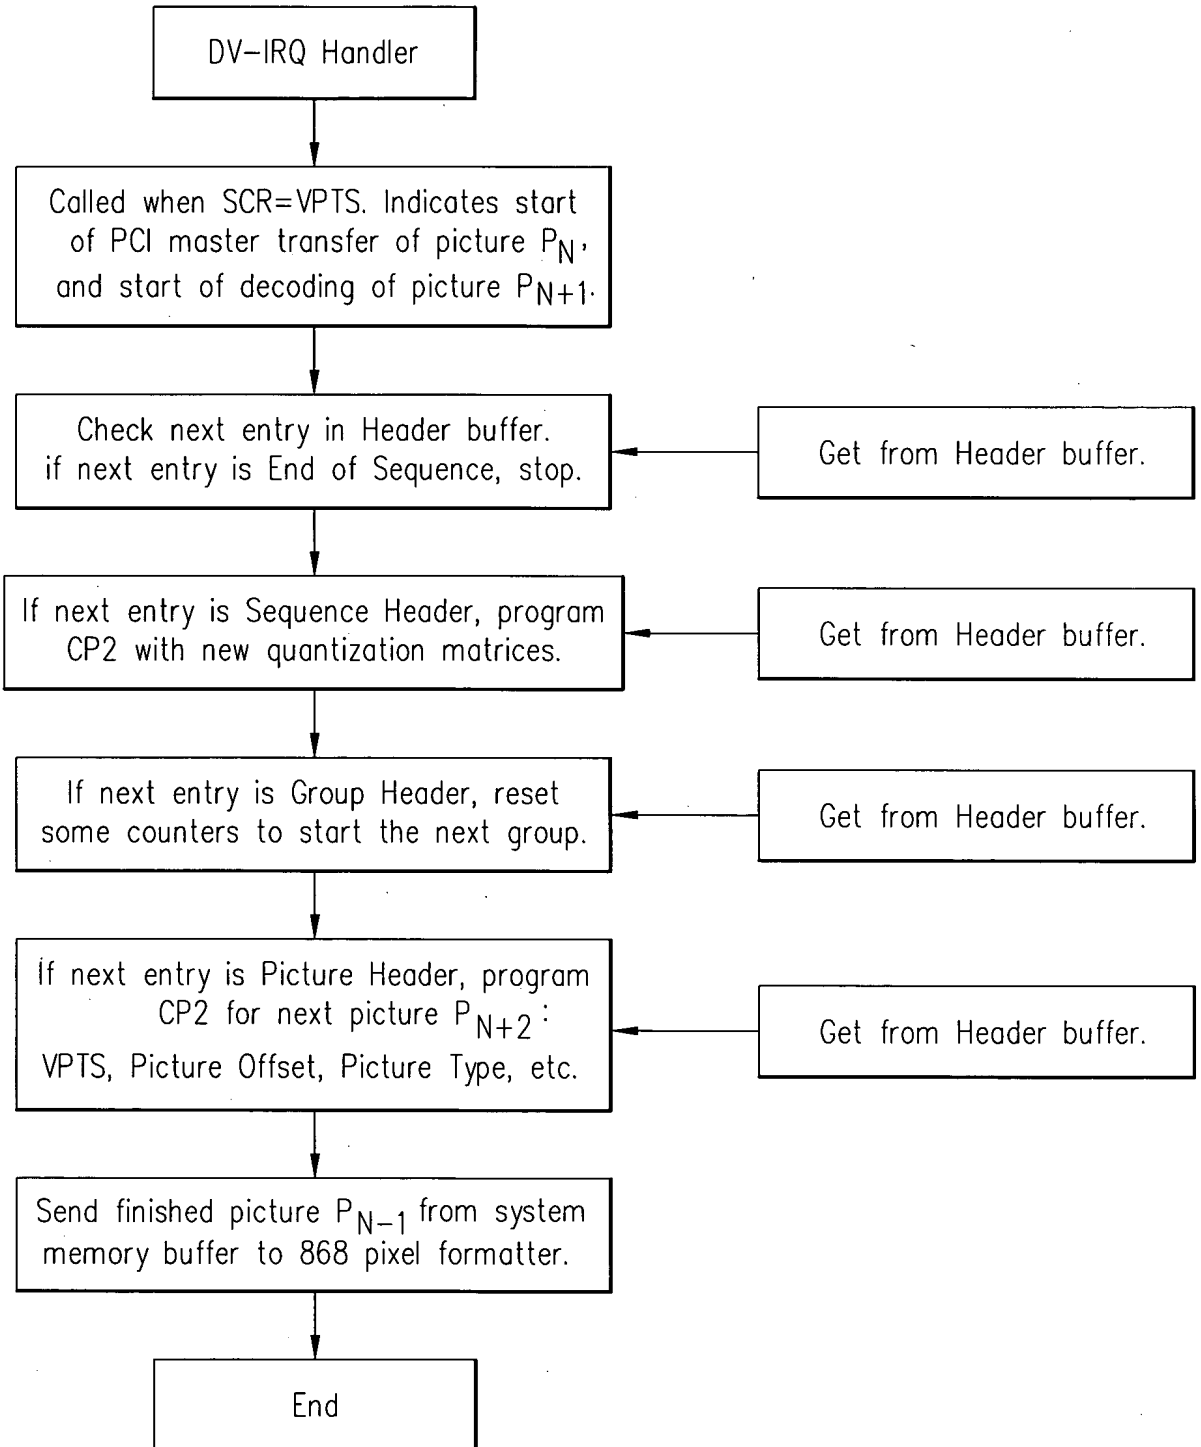 DV-IRQ Handler
Called when SCR=VPTS. Indicates start
of PCI master transfer of picture P_N,
and start of decoding of picture P_N+1.
Check next entry in Header buffer.
if next entry is End of Sequence, stop.
Get from Header buffer.
If next entry is Sequence Header, program
CP2 with new quantization matrices.
Get from Header buffer.
If next entry is Group Header, reset
some counters to start the next group.
Get from Header buffer.
If next entry is Picture Header, program
CP2 for next picture P_N+2:
VPTS, Picture Offset, Picture Type, etc.
Get from Header buffer.
Send finished picture P_N-1 from system
memory buffer to 868 pixel formatter.
End